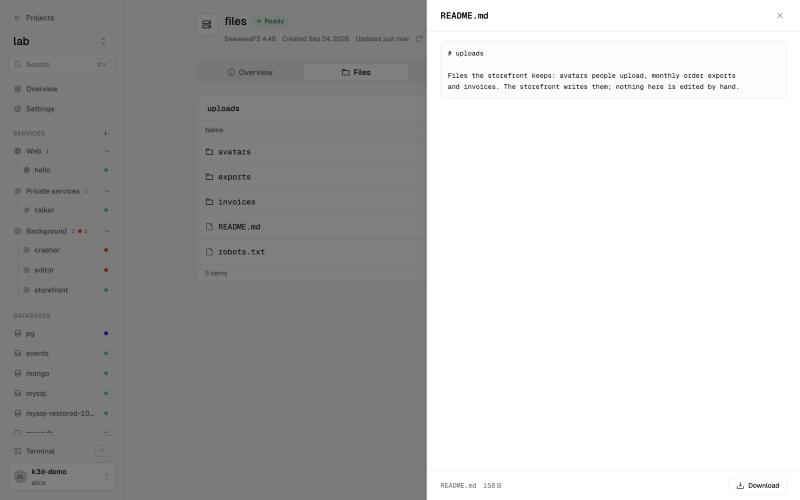 Projects
lab
Search
⌘K
Overview
Settings
SERVICES
Web 1
hello
Private services 1
talker
Background 3 2
crasher
editor
storefront
DATABASES
pg
events
mongo
mysql
mysql-restored-10...
Terminal
k3d-demo
alice
files
Ready
SeaweedFS 4.46 Created Sep 24, 2026 Updated just now
Overview
Files
uploads
Name
avatars
exports
invoices
README.md
robots.txt
5 items
README.md
# uploads
Files the storefront keeps: avatars people upload, monthly order exports
and invoices. The storefront writes them; nothing here is edited by hand.
README.md 158 B
Download